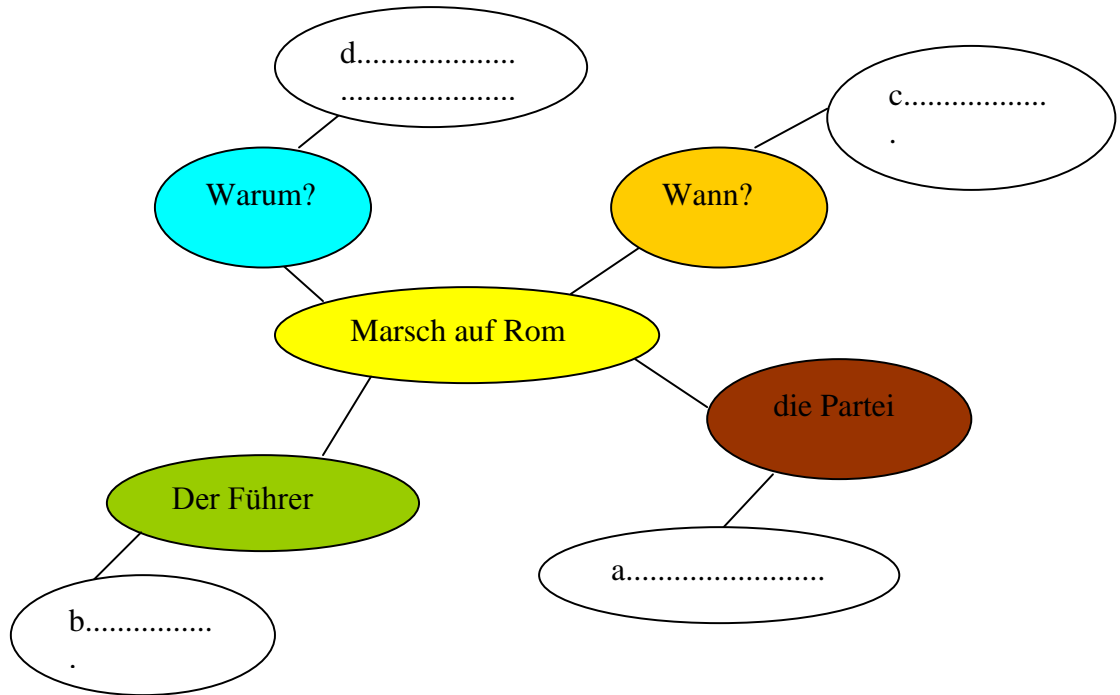 d.....................
......................
c..................
.
Warum?
Wann?
Marsch auf Rom
die Partei
Der Führer
a.........................
b................
.